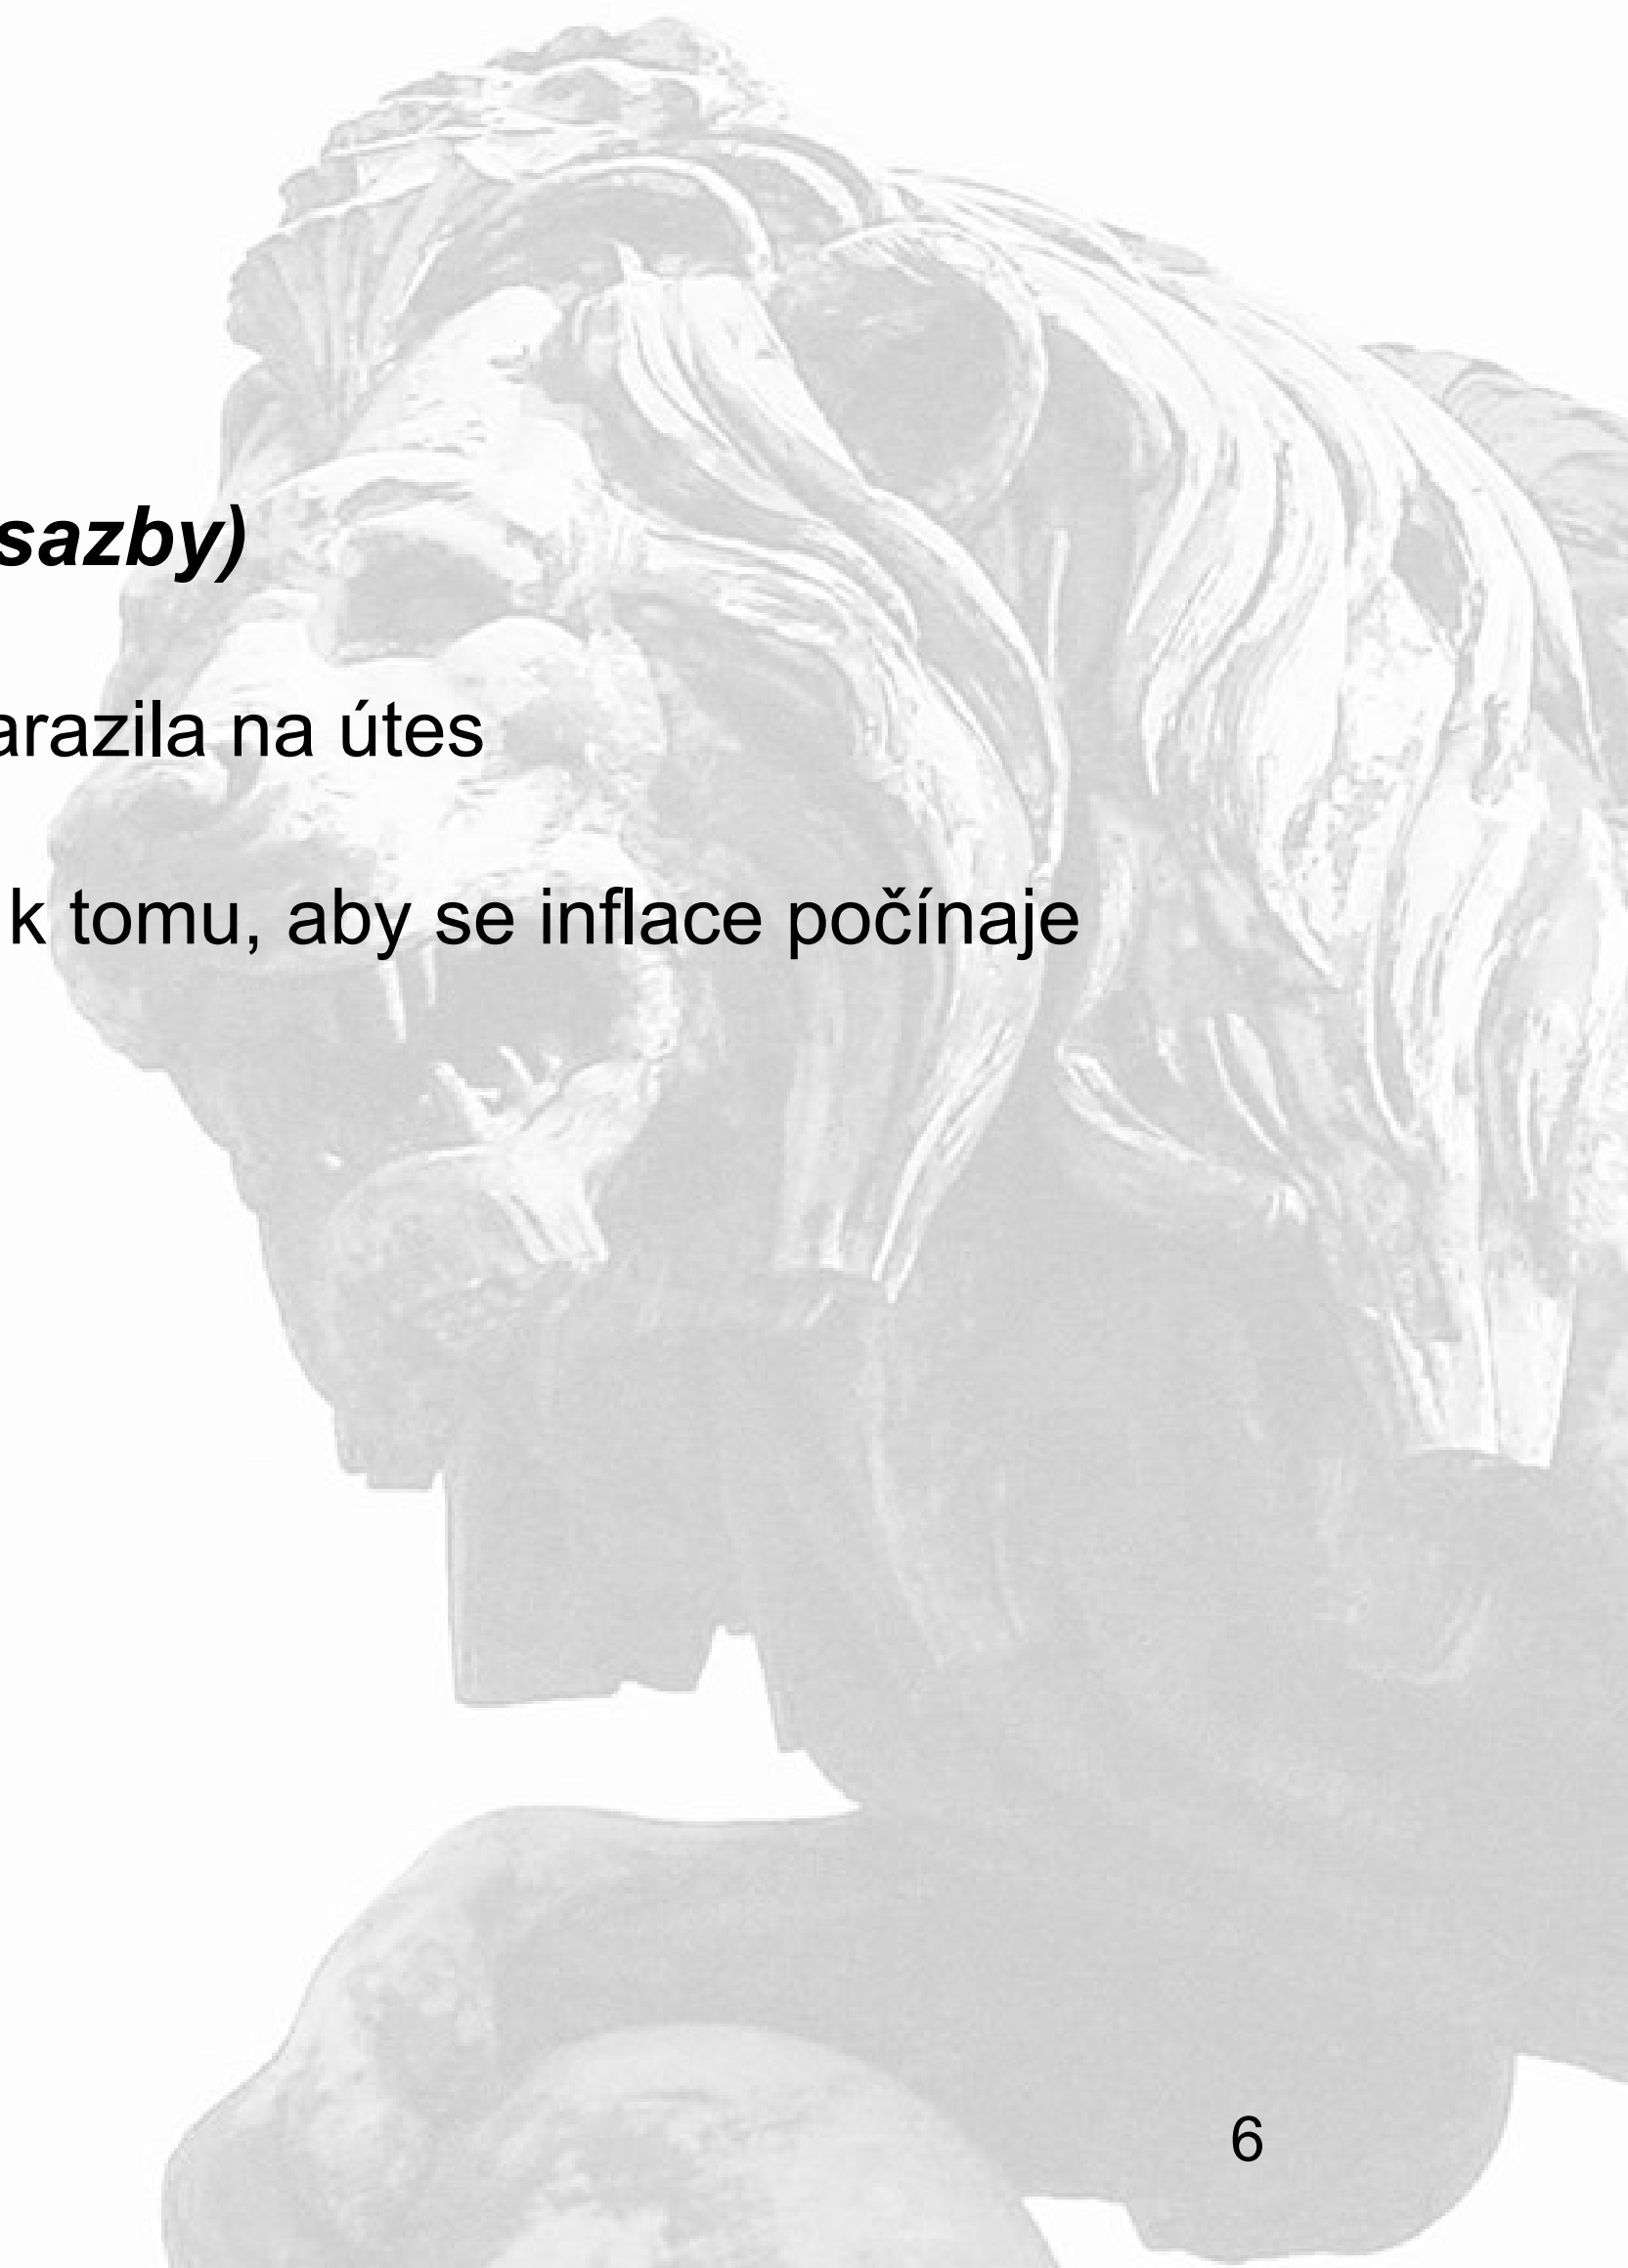 sazby)
arazila na útes
k tomu, aby se inflace počínaje
6